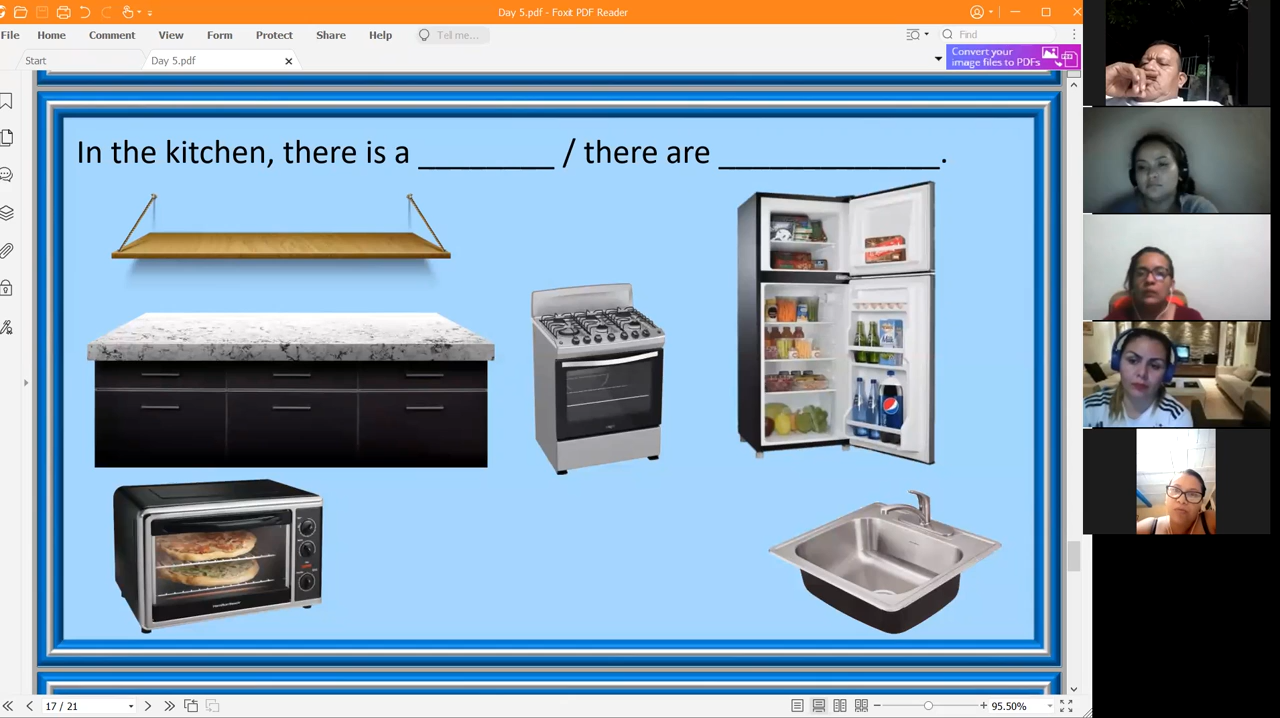 Day 5.pdf - Foxit PDF Reader
File Home Comment View Form Protect Share Help Tell me... Find
Start Day 5.pdf
Convert your
image files to PDFs
In the kitchen, there is a ________ / there are _____________.
Milk
17 / 21
95.50%